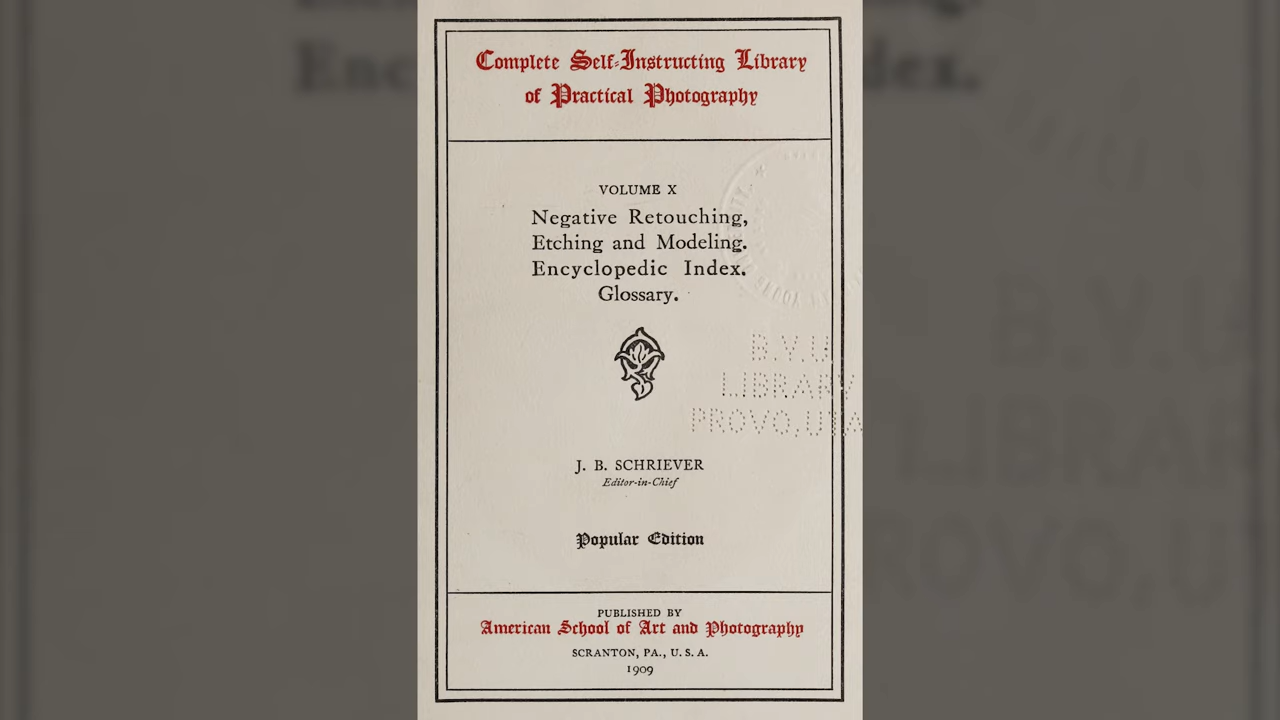 Complete Self-Instructing Library
of Practical Photography
VOLUME X
Negative Retouching,
Etching and Modeling.
Encyclopedic Index.
Glossary.
B.Y.U.
LIBRARY
PROVO, UTA
J. B. SCHRIEVER
Editor-in-Chief
Popular Edition
PUBLISHED BY
American School of Art and Photography
SCRANTON, PA., U. S. A.
1909